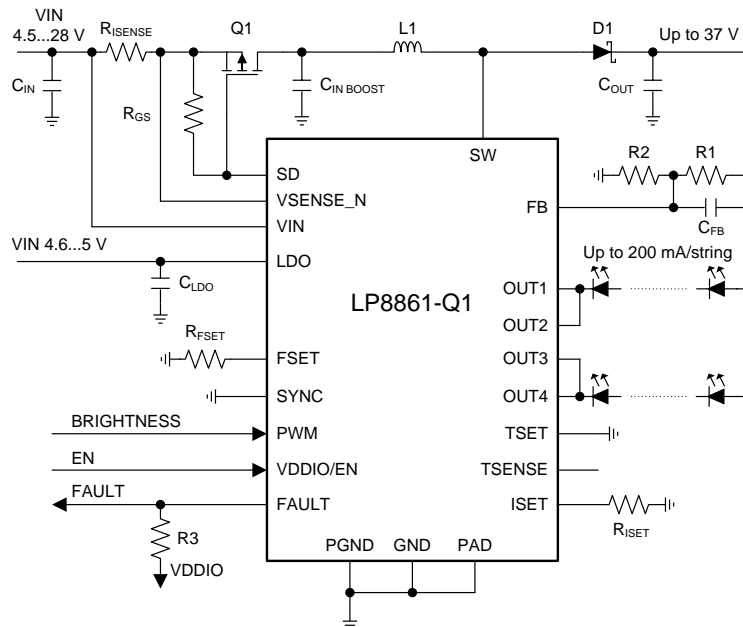 VIN
4.5...28 V
RISENSE
Q1
L1
D1
Up to 37 V
CIN
RGS
CIN BOOST
COUT
SW
R2
R1
SD
VSENSE_N
VIN
FB
CFB
VIN 4.6...5 V
LDO
CLDO
Up to 200 mA/string
LP8861-Q1
OUT1
OUT2
RFSET
FSET
OUT3
SYNC
OUT4
BRIGHTNESS
PWM
TSET
EN
VDDIO/EN
TSENSE
FAULT
FAULT
ISET
R3
RISET
VDDIO
PGND
GND
PAD